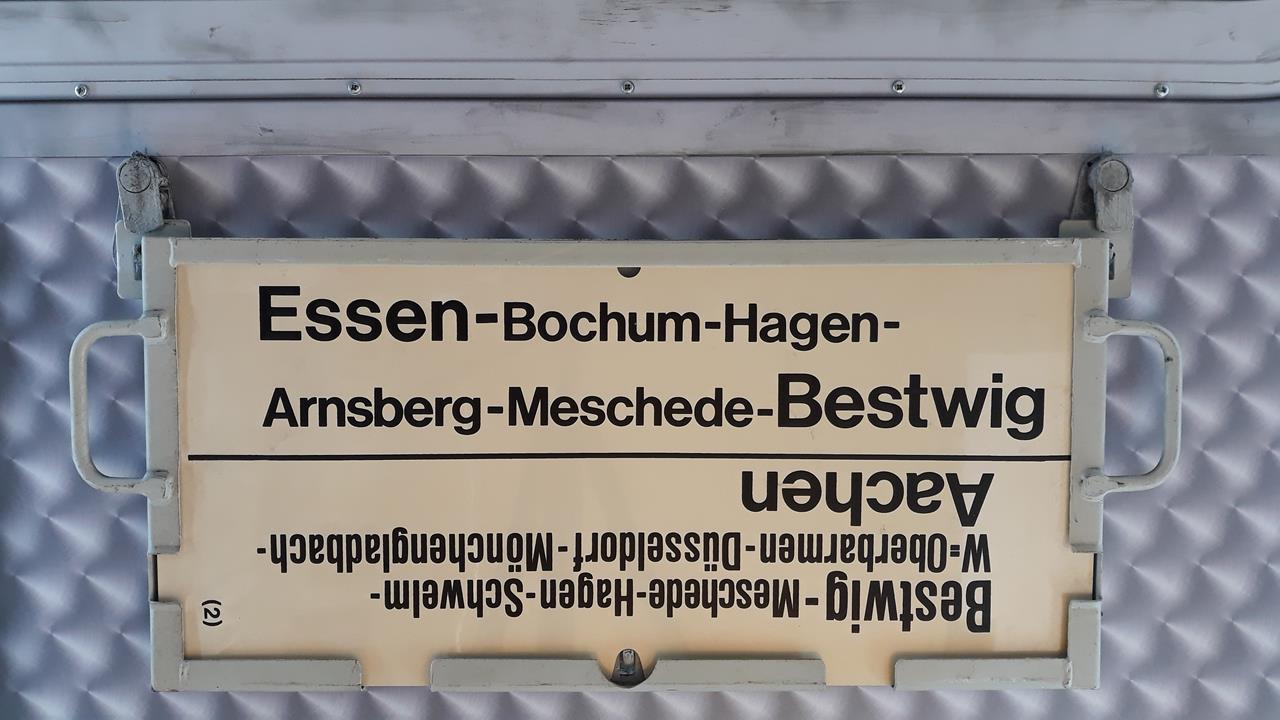 Essen-Bochum-Hagen-
Arnsberg-Meschede-Bestwig
Bestwig-Meschede-Hagen-Schwelm-
W=Oberbarmen-Düsseldorf-Mönchengladbach-
Aachen
(2)